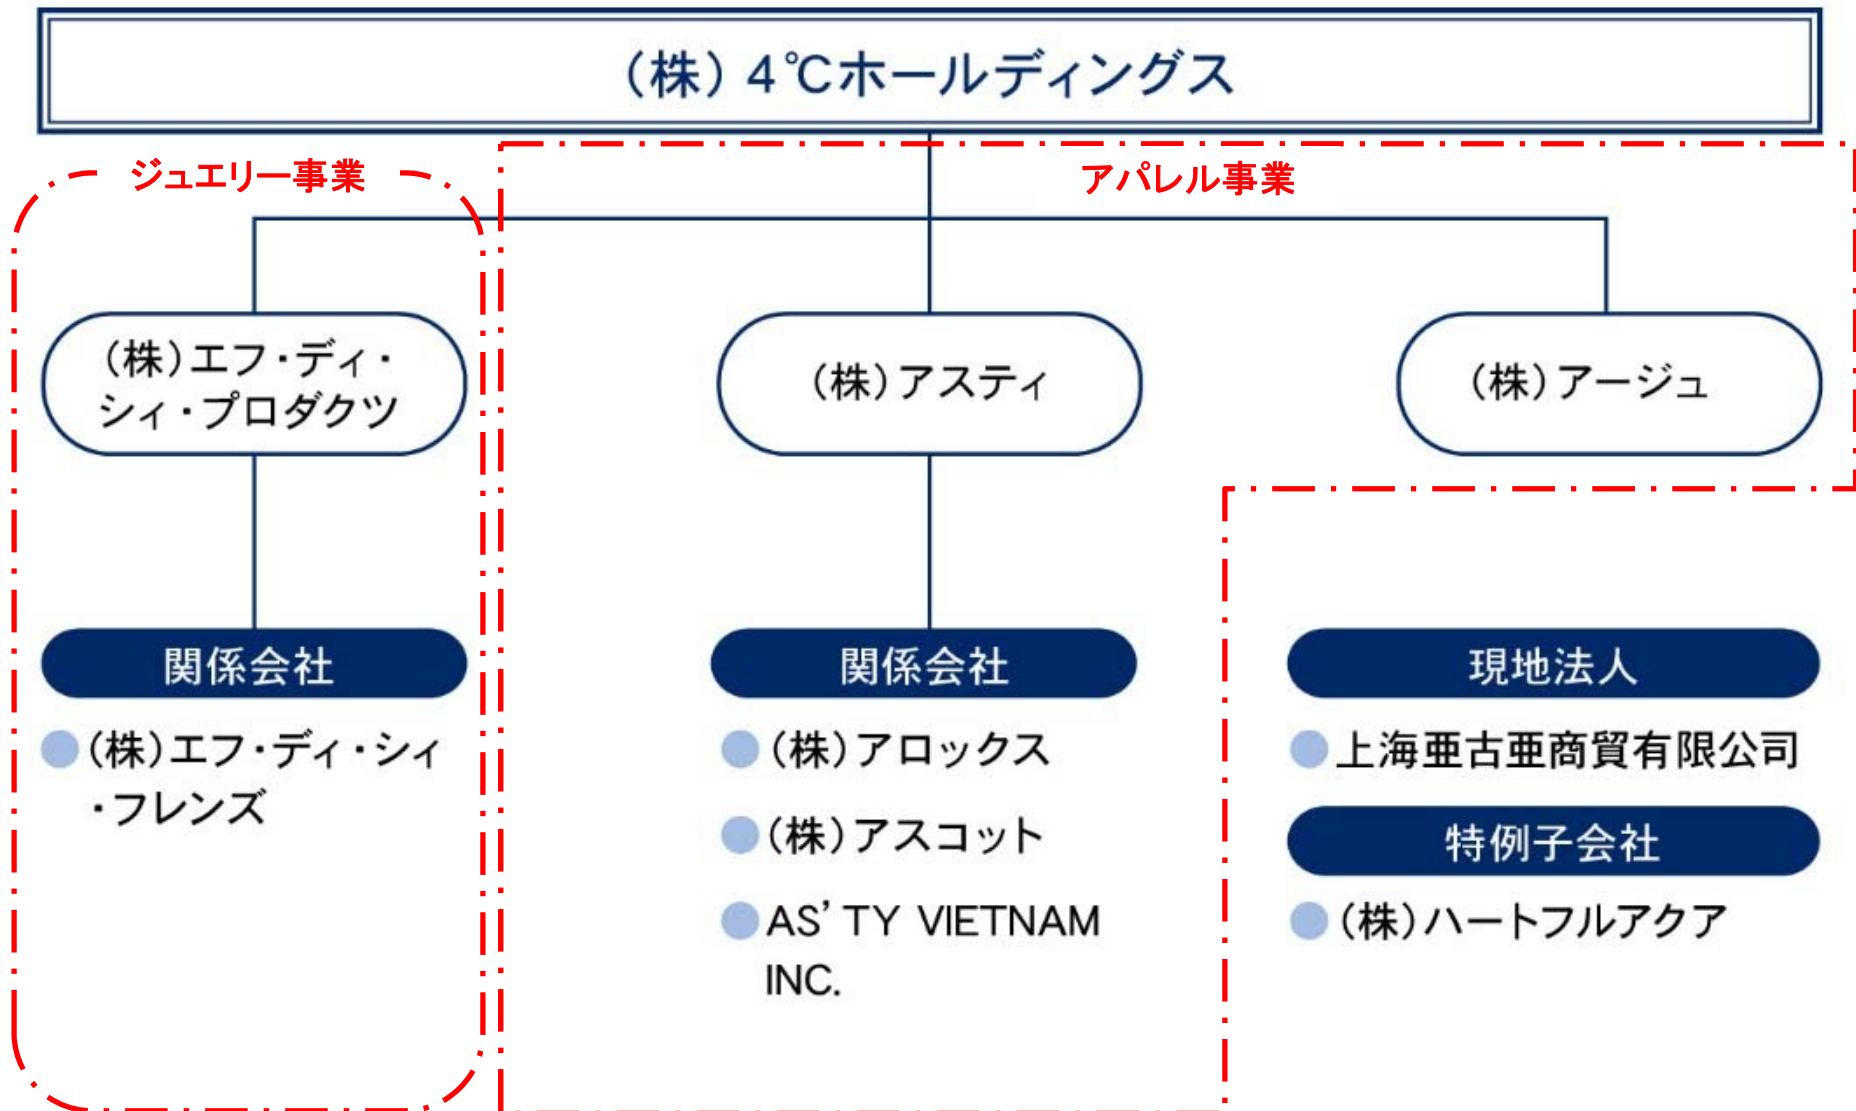 （株）４℃ホールディングス
ジュエリー事業
アパレル事業
（株）エフ・ディ・
シィ・プロダクツ
（株）アスティ
（株）アージュ
関係会社
（株）エフ・ディ・シィ
・フレンズ
関係会社
（株）アロックス
（株）アスコット
AS’TY VIETNAM
INC.
現地法人
上海亜古亜商貿有限公司
特例子会社
（株）ハートフルアクア